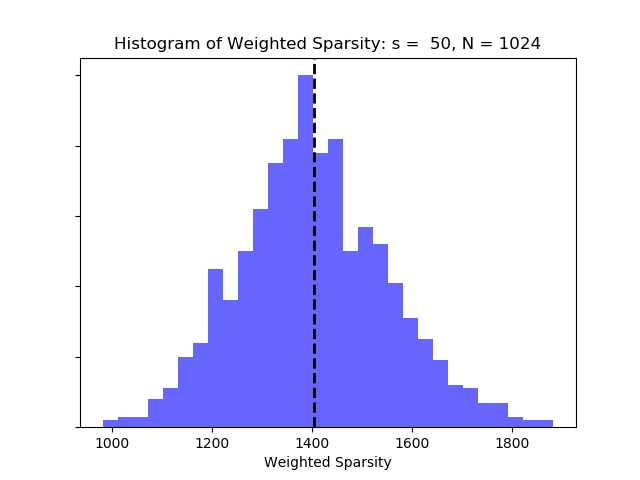 Histogram of Weighted Sparsity: s =  50, N = 1024
1000 1200 1400 1600 1800
Weighted Sparsity